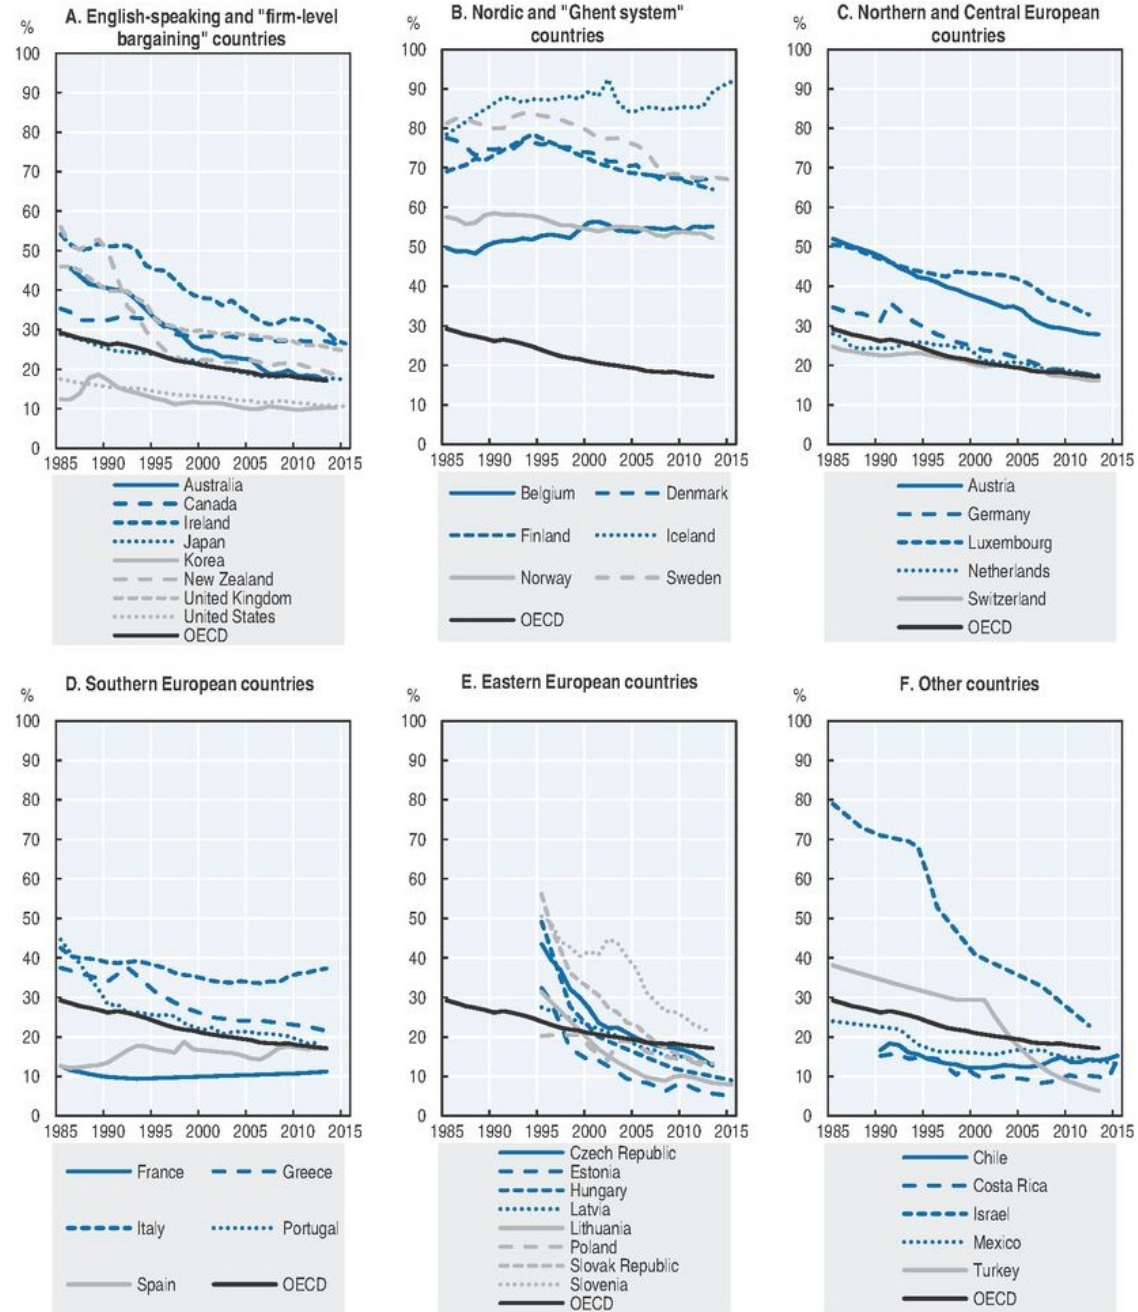 A. English-speaking and "firm-level
bargaining" countries
%
100
90
80
70
60
50
40
30
20
10
0
1985 1990 1995 2000 2005 2010 2015
Australia
Canada
Ireland
Japan
Korea
New Zealand
United Kingdom
United States
OECD
B. Nordic and "Ghent system"
countries
%
100
90
80
70
60
50
40
30
20
10
0
1985 1990 1995 2000 2005 2010 2015
Belgium Denmark
Finland Iceland
Norway Sweden
OECD
C. Northern and Central European
countries
%
100
90
80
70
60
50
40
30
20
10
0
1985 1990 1995 2000 2005 2010 2015
Austria
Germany
Luxembourg
Netherlands
Switzerland
OECD
D. Southern European countries
%
100
90
80
70
60
50
40
30
20
10
0
1985 1990 1995 2000 2005 2010 2015
France Greece
Italy Portugal
Spain OECD
E. Eastern European countries
%
100
90
80
70
60
50
40
30
20
10
0
1985 1990 1995 2000 2005 2010 2015
Czech Republic
Estonia
Hungary
Latvia
Lithuania
Poland
Slovak Republic
Slovenia
OECD
F. Other countries
%
100
90
80
70
60
50
40
30
20
10
0
1985 1990 1995 2000 2005 2010 2015
Chile
Costa Rica
Israel
Mexico
Turkey
OECD